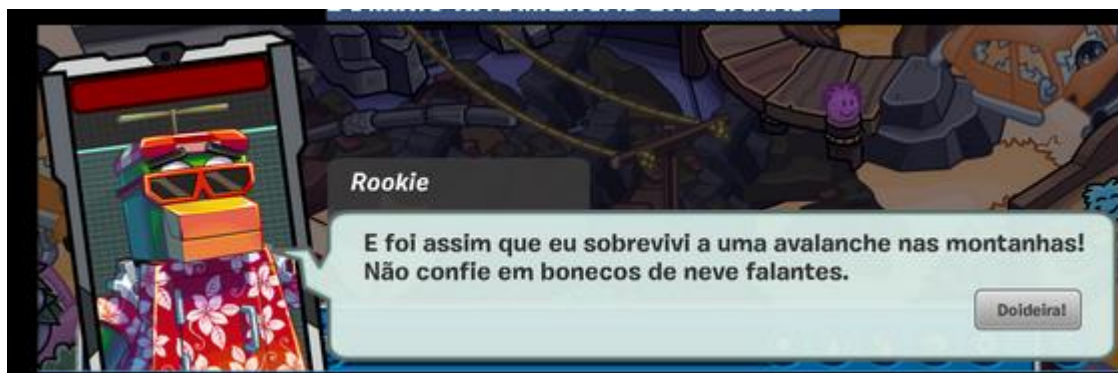 Rookie
E foi assim que eu sobrevivi a uma avalanche nas montanhas!
Não confie em bonecos de neve falantes.
Doideira!